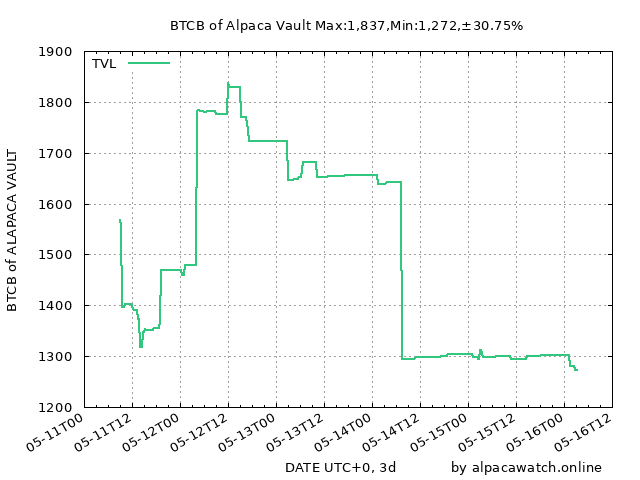 BTCB of Alpaca Vault Max:1,837,Min:1,272,±30.75%
1900
TVL
1800
1700
1600
1500
1400
1300
1200
BTCB of ALAPACA VAULT
05-11T00
05-11T12
05-12T00
05-12T12
05-13T00
05-13T12
05-14T00
05-14T12
05-15T00
05-15T12
05-16T00
05-16T12
DATE UTC+0, 3d
by alpacawatch.online